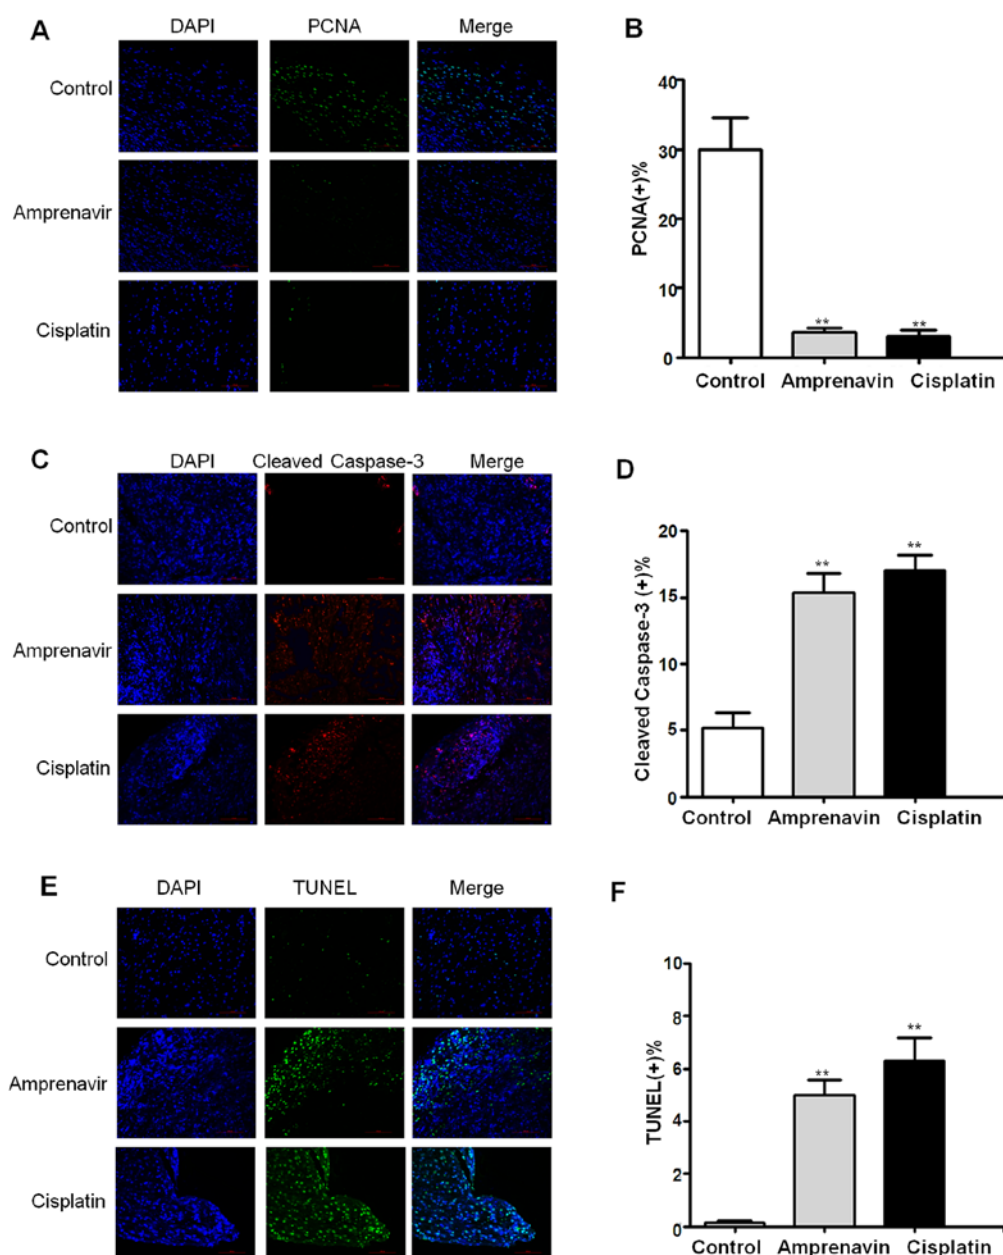 A
DAPI PCNA Merge
Control
Amprenavir
Cisplatin
B
PCNA(+)%
40
30
20
10
0
**
**
Control Amprenavin Cisplatin
C
DAPI Cleaved Caspase-3 Merge
Control
Amprenavir
Cisplatin
D
Cleaved Caspase-3 (+)%
20
15
10
5
0
**
**
Control Amprenavin Cisplatin
E
DAPI TUNEL Merge
Control
Amprenavir
Cisplatin
F
TUNEL(+)%
10
8
6
4
2
0
**
**
Control Amprenavir Cisplatin